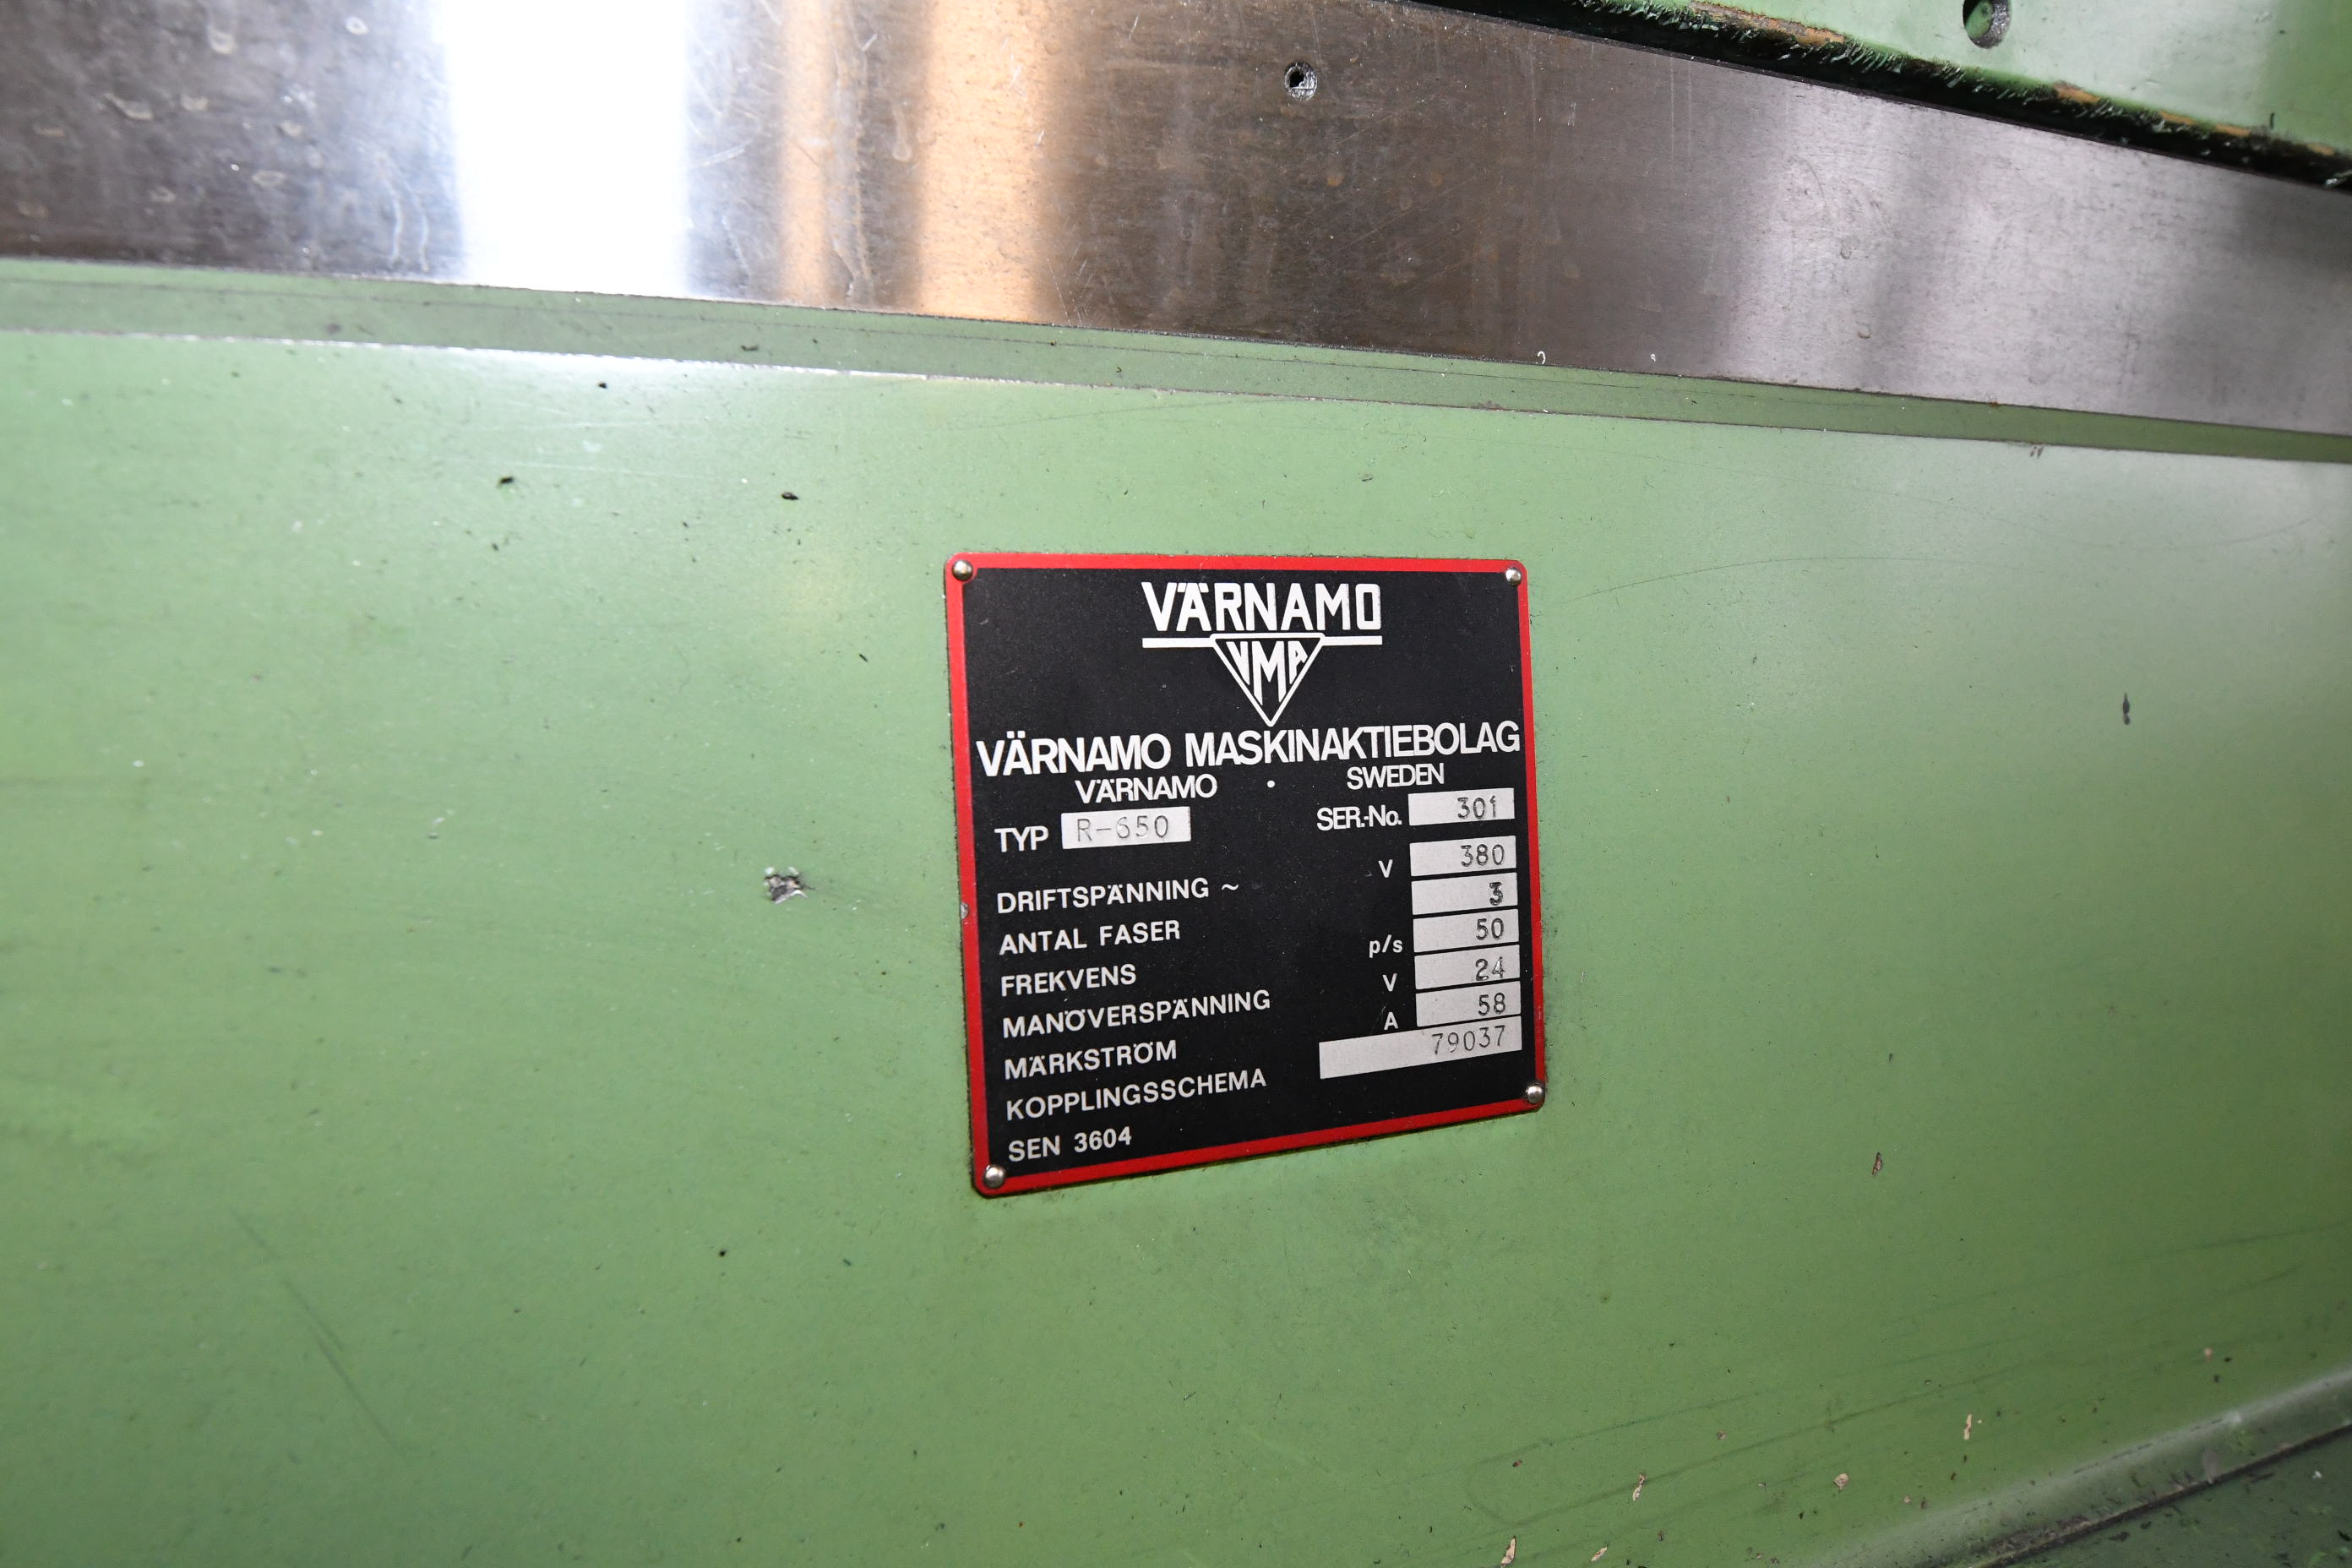 VÄRNAMO
VMA
VÄRNAMO MASKINAKTIEBOLAG
VÄRNAMO · SWEDEN
TYP R-650 SER.-No. 301
DRIFTSPÄNNING ~ V 380
ANTAL FASER 3
FREKVENS p/s 50
MANÖVERSPÄNNING V 24
MÄRKSTRÖM A 58
KOPPLINGSSCHEMA 79037
SEN 3604